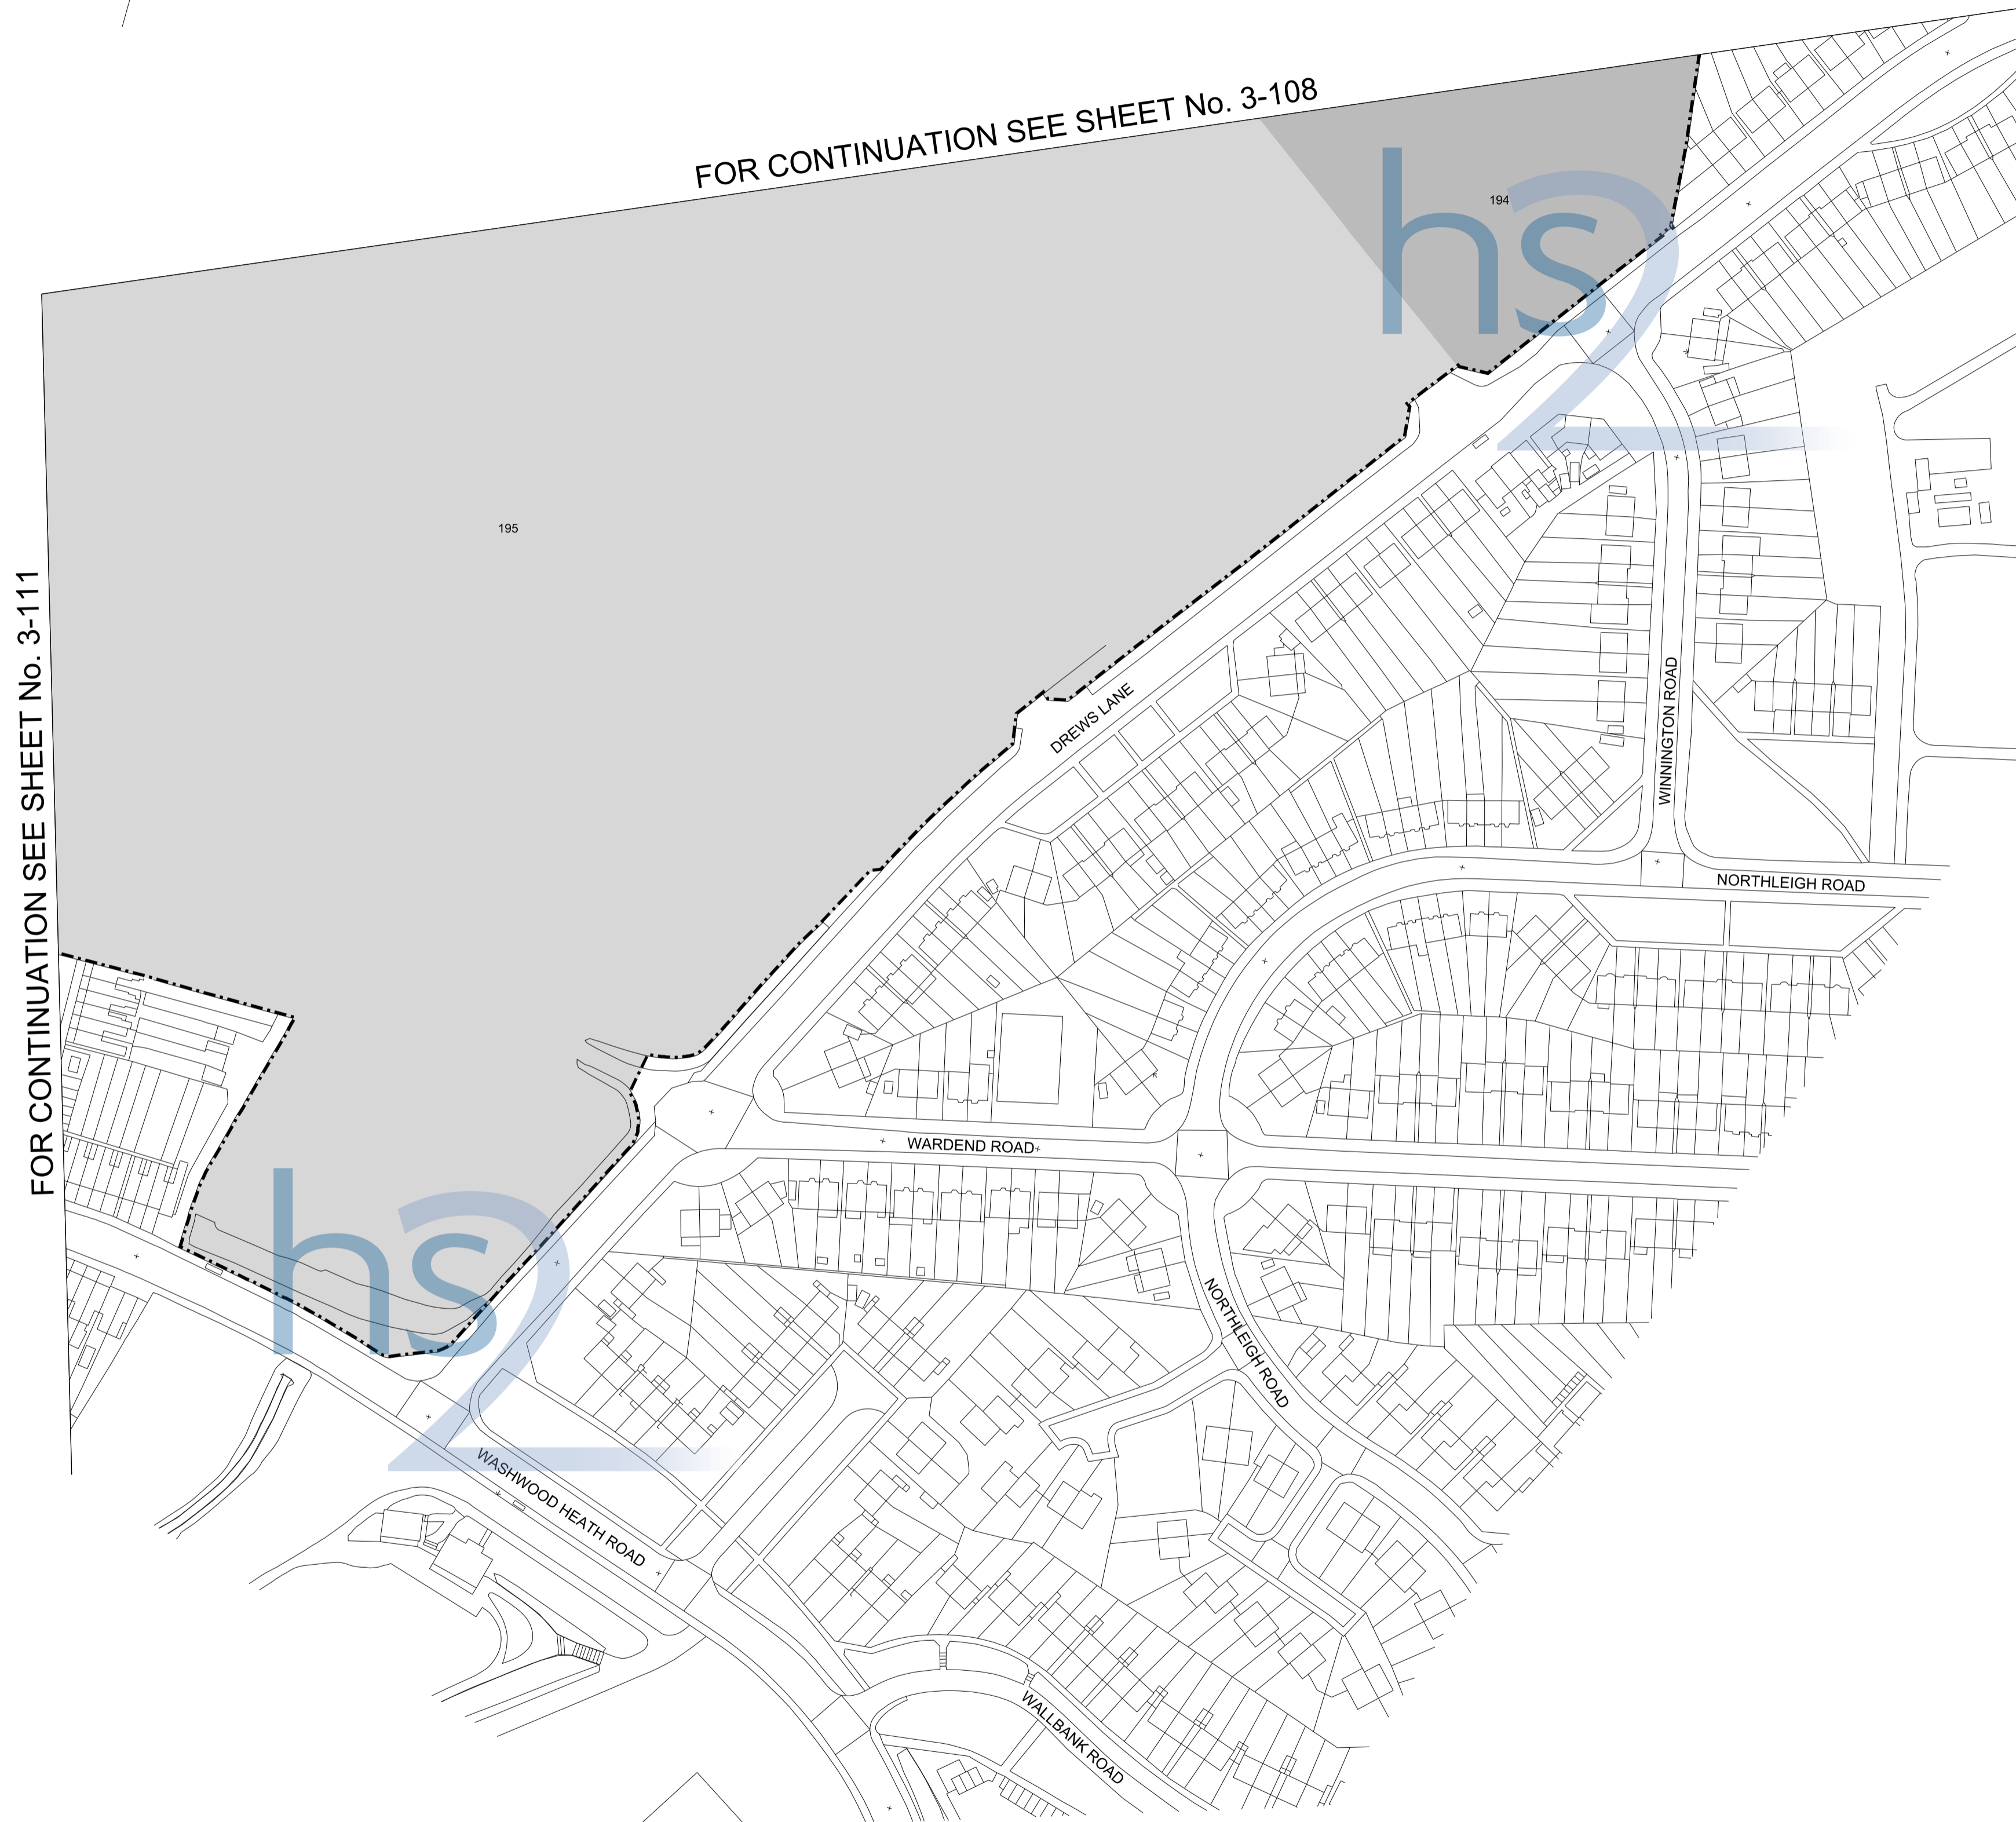 FOR CONTINUATION SEE SHEET No. 3-108
hs2
194
195
FOR CONTINUATION SEE SHEET No. 3-111
DREWS LANE
WINNINGTON ROAD
NORTHLEIGH ROAD
WARDEND ROAD
hs2
NORTHLEIGH ROAD
WASHWOOD HEATH ROAD
WALLBANK ROAD